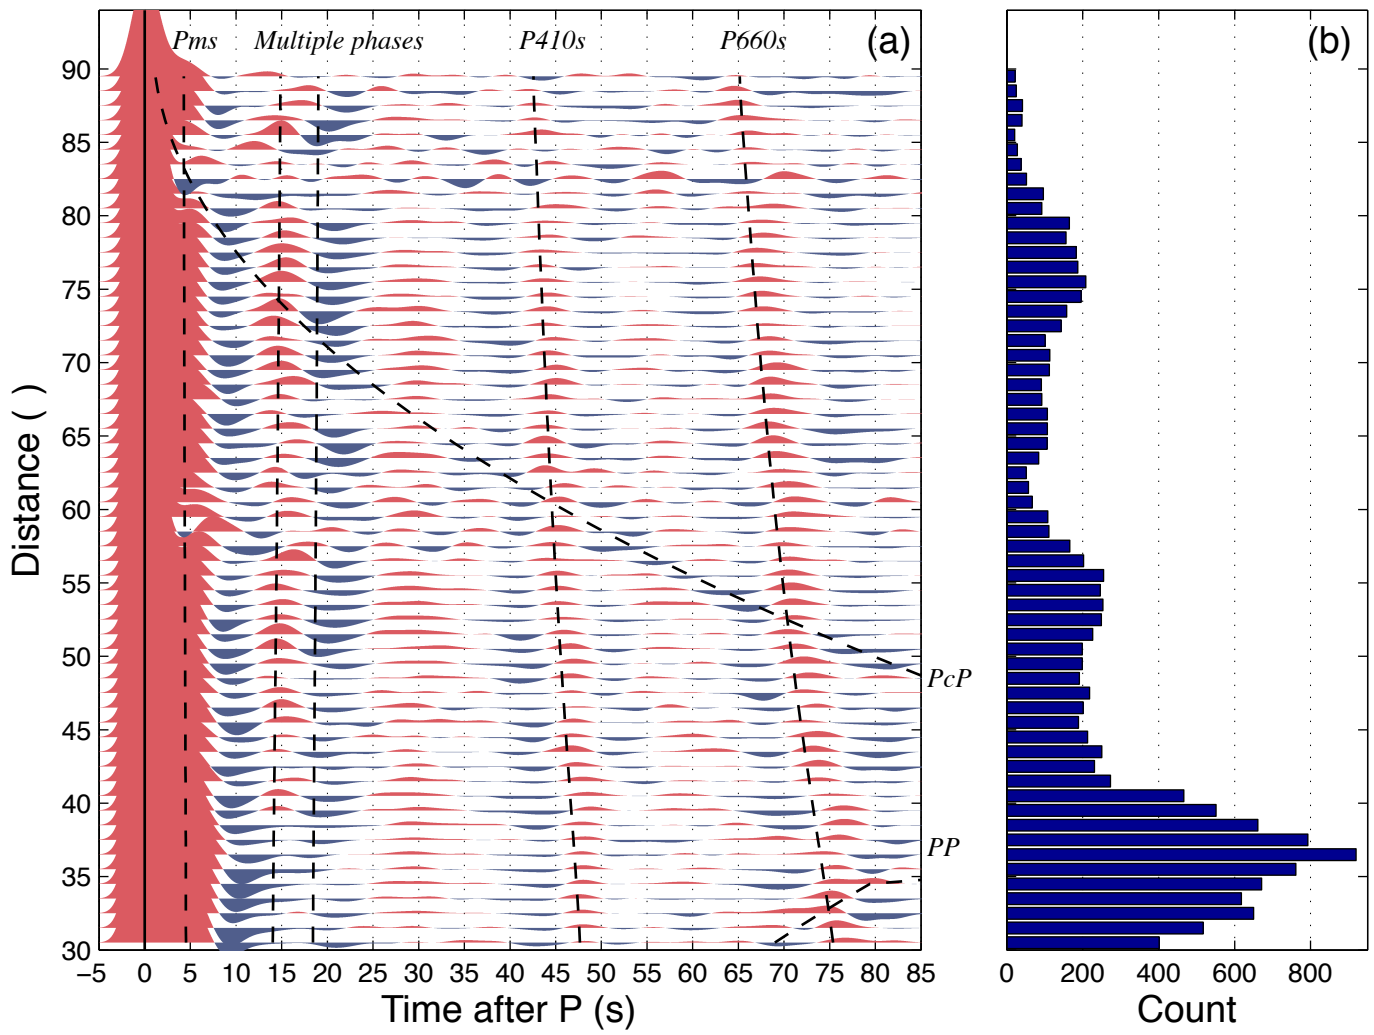 Pms Multiple phases P410s P660s (a) (b)
90
85
80
75
70
65
60
55
50
45
40
35
30
Distance ( )
PcP
PP
−5 0 5 10 15 20 25 30 35 40 45 50 55 60 65 70 75 80 85
Time after P (s)
0 200 400 600 800
Count